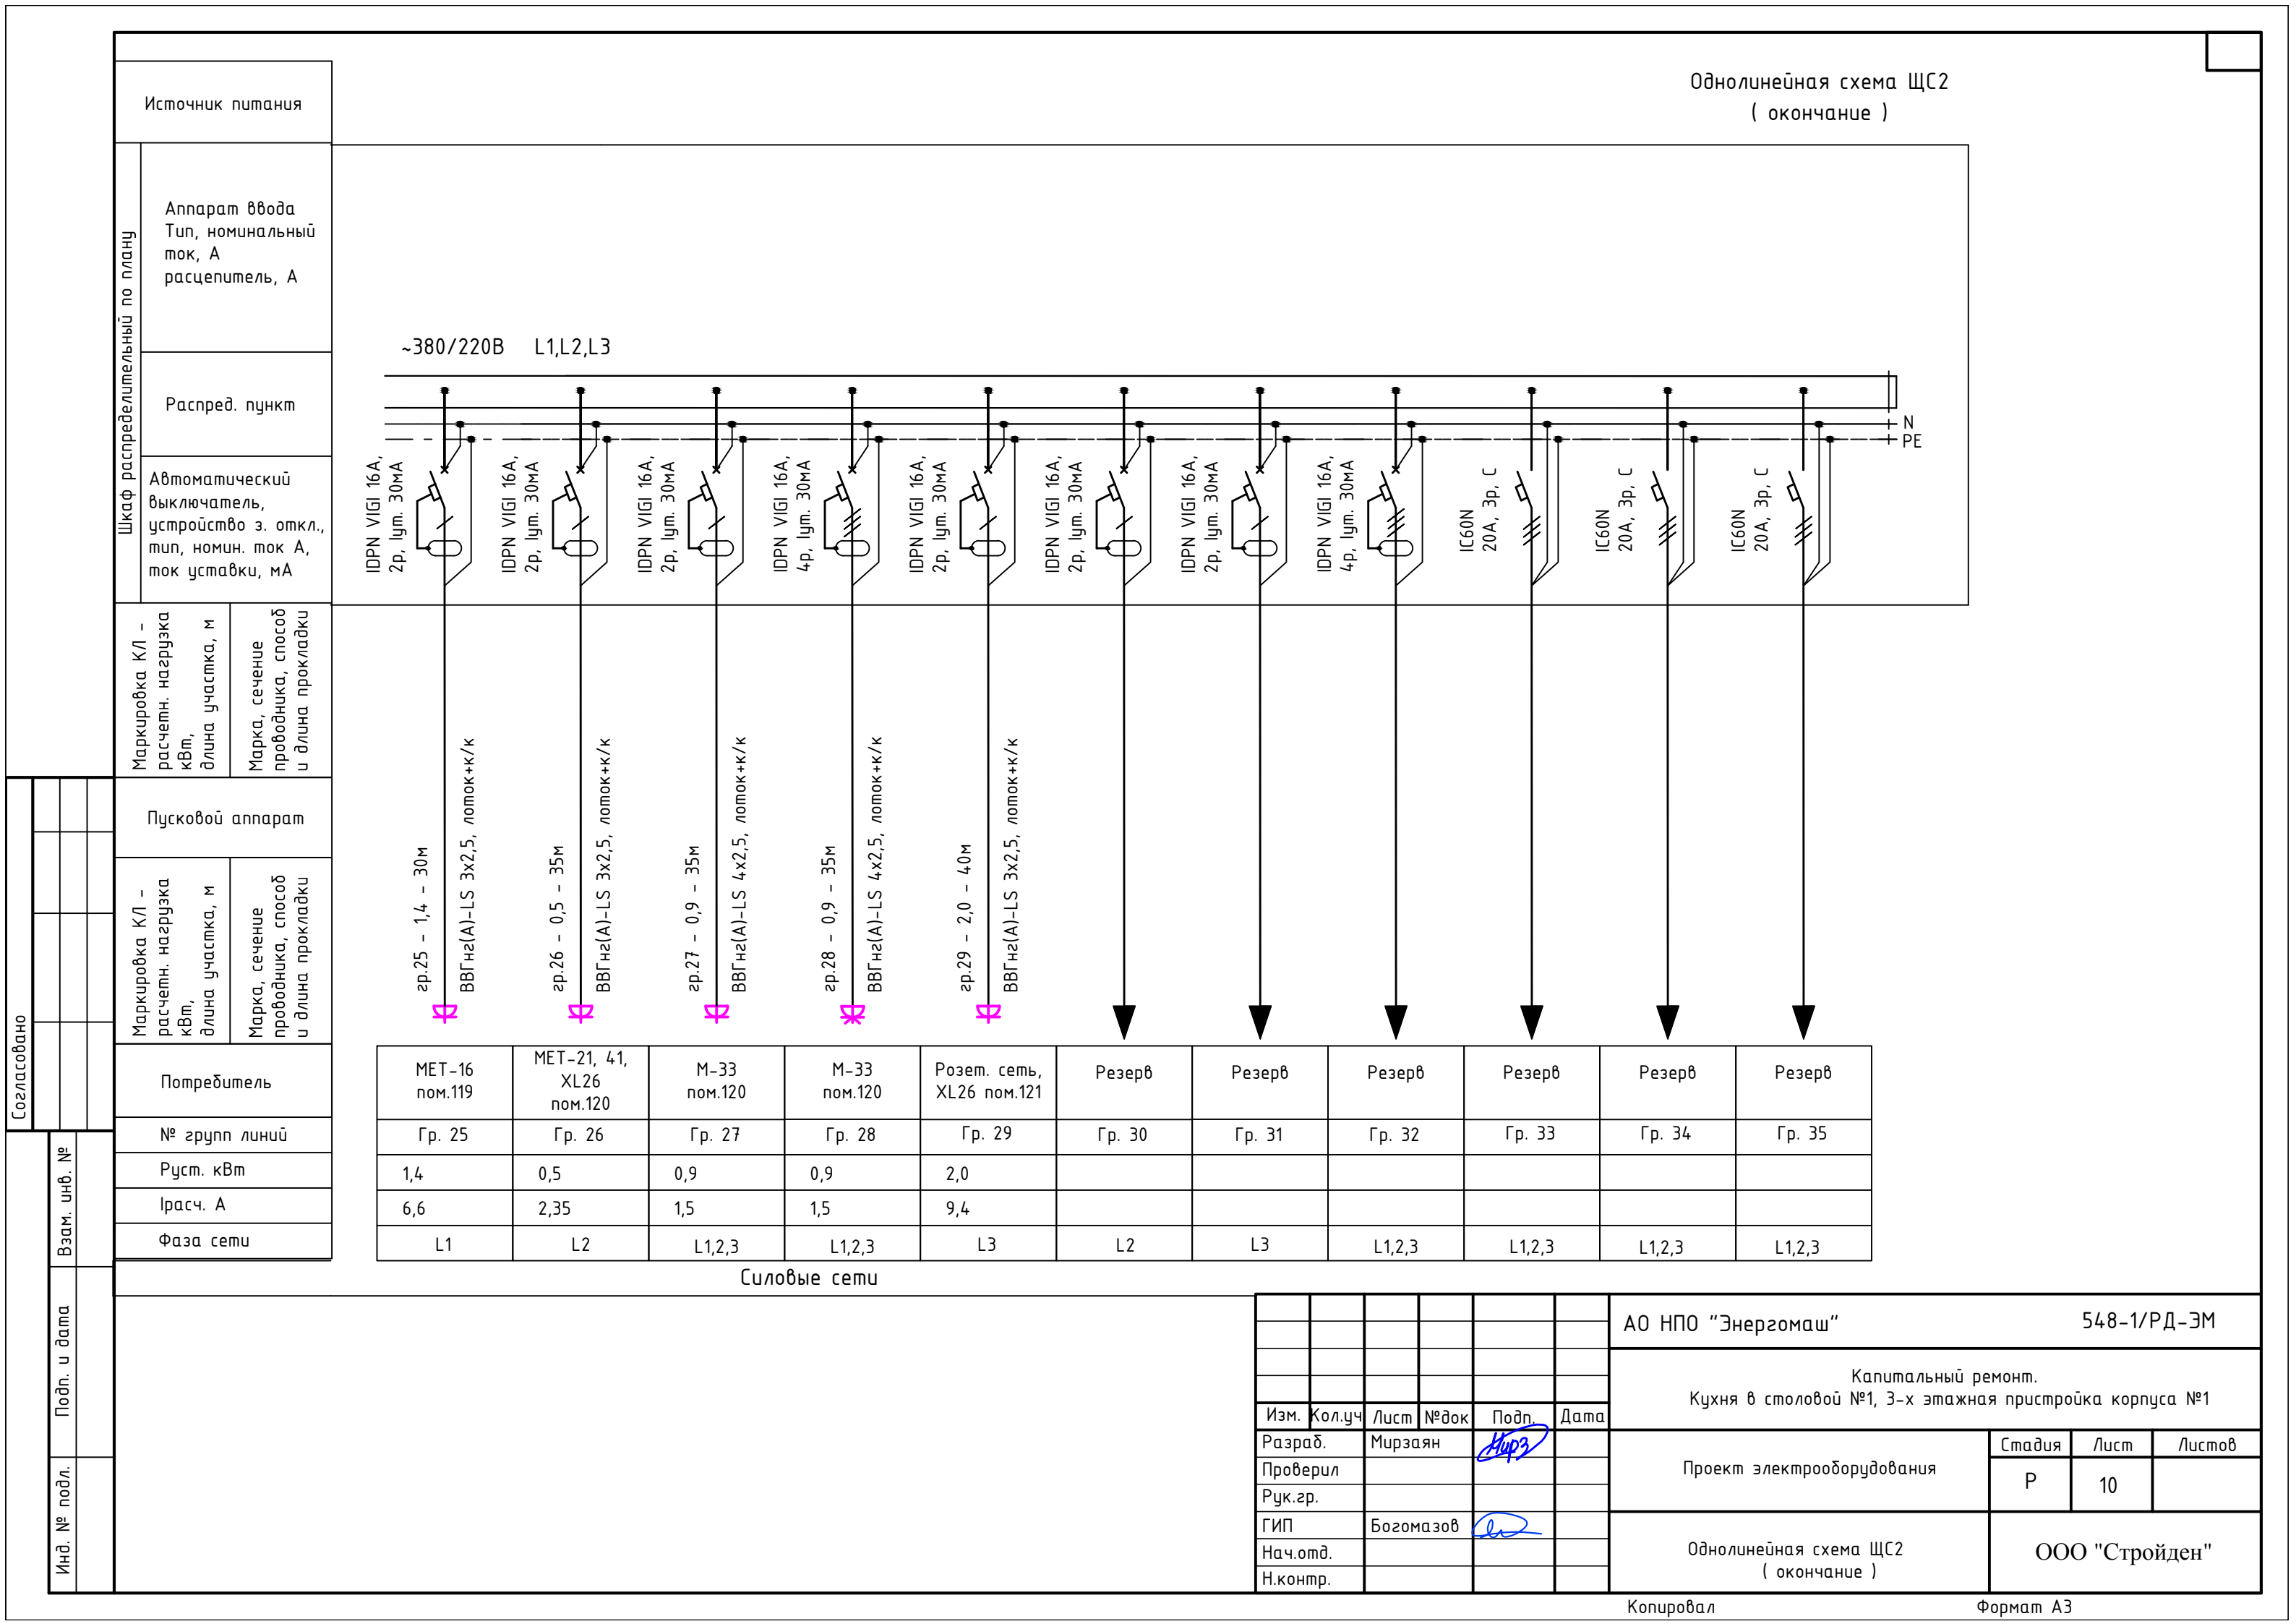 Однолинейная схема ЩС2
( окончание )
Источник питания
Шкаф распределительный по плану
Аппарат ввода
Тип, номинальный
ток, А
расцепитель, А
Распред. пункт
Автоматический
выключатель,
устройство з. откл.,
тип, номин. ток А,
ток уставки, мА
Маркировка КЛ -
расчетн. нагрузка
кВт,
длина участка, м
Марка, сечение
проводника, способ
и длина прокладки
Пусковой аппарат
Маркировка КЛ -
расчетн. нагрузка
кВт,
длина участка, м
Марка, сечение
проводника, способ
и длина прокладки
~380/220В L1,L2,L3
N
PE
IDPN VIGI 16A,
2p, Iут. 30мА
IDPN VIGI 16A,
2p, Iут. 30мА
IDPN VIGI 16A,
2p, Iут. 30мА
IDPN VIGI 16A,
4p, Iут. 30мА
IDPN VIGI 16A,
2p, Iут. 30мА
IDPN VIGI 16A,
2p, Iут. 30мА
IDPN VIGI 16A,
2p, Iут. 30мА
IDPN VIGI 16A,
4p, Iут. 30мА
IC60N
20A, 3p, C
IC60N
20A, 3p, C
IC60N
20A, 3p, C
гр.25 - 1,4 - 30м
ВВГнг(А)-LS 3х2,5, лоток+к/к
гр.26 - 0,5 - 35м
ВВГнг(А)-LS 3х2,5, лоток+к/к
гр.27 - 0,9 - 35м
ВВГнг(А)-LS 4х2,5, лоток+к/к
гр.28 - 0,9 - 35м
ВВГнг(А)-LS 4х2,5, лоток+к/к
гр.29 - 2,0 - 40м
ВВГнг(А)-LS 3х2,5, лоток+к/к
Потребитель
МЕТ-16
пом.119
МЕТ-21, 41,
XL26
пом.120
М-33
пом.120
М-33
пом.120
Розет. сеть,
XL26 пом.121
Резерв
Резерв
Резерв
Резерв
Резерв
Резерв
№ групп линий Гр. 25 Гр. 26 Гр. 27 Гр. 28 Гр. 29 Гр. 30 Гр. 31 Гр. 32 Гр. 33 Гр. 34 Гр. 35
Руст. кВт 1,4 0,5 0,9 0,9 2,0
Iрасч. А 6,6 2,35 1,5 1,5 9,4
Фаза сети L1 L2 L1,2,3 L1,2,3 L3 L2 L3 L1,2,3 L1,2,3 L1,2,3 L1,2,3
Силовые сети
Согласовано
Взам. инв. №
Подп. и дата
Инд. № подл.
АО НПО "Энергомаш" 548-1/РД-ЭМ
Капитальный ремонт.
Кухня в столовой №1, 3-х этажная пристройка корпуса №1
Изм. Кол.уч Лист №док Подп. Дата
Разраб. Мирзаян Мирз
Проверил
Рук.гр.
ГИП Богомазов
Нач.отд.
Н.контр.
Проект электрооборудования
Стадия Лист Листов
Р 10
Однолинейная схема ЩС2
( окончание )
ООО "Стройден"
Копировал Формат А3